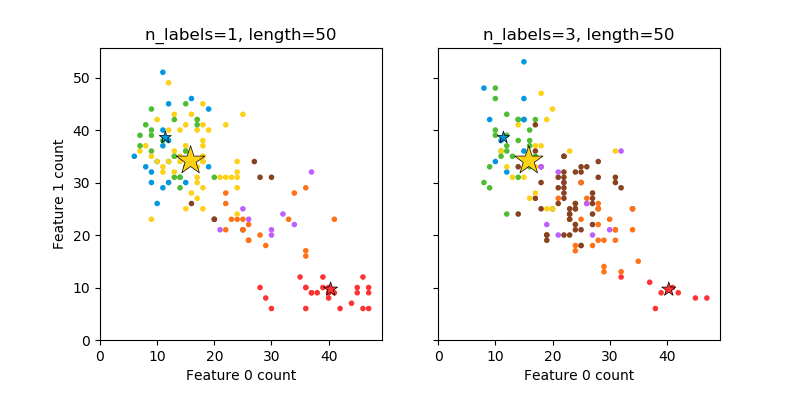 n_labels=1, length=50
n_labels=3, length=50
Feature 1 count
50
40
30
20
10
0
0 10 20 30 40
0 10 20 30 40
Feature 0 count
Feature 0 count